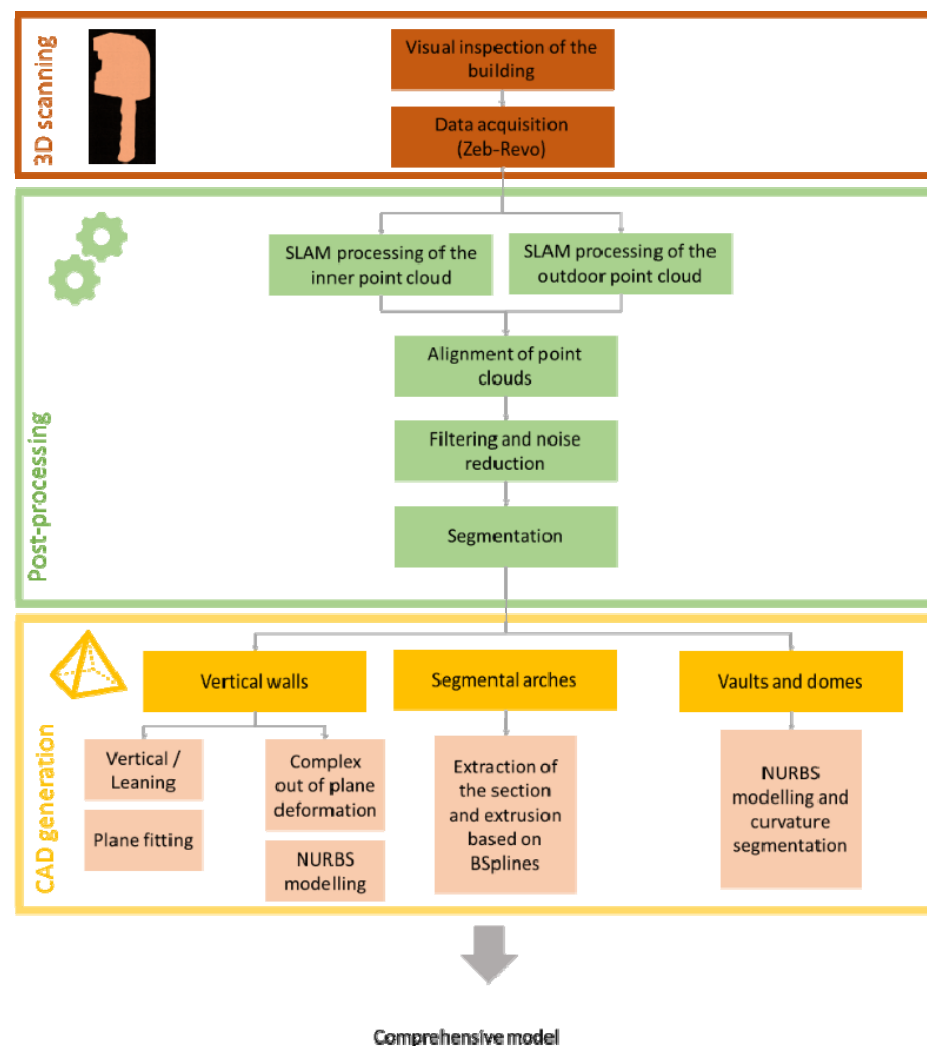 3D scanning
Visual inspection of the
building
Data acquisition
(Zeb-Revo)
Post-processing
SLAM processing of the
inner point cloud
SLAM processing of the
outdoor point cloud
Alignment of point
clouds
Filtering and noise
reduction
Segmentation
CAD generation
Vertical walls
Segmental arches
Vaults and domes
Vertical /
Leaning
Plane fitting
Complex
out of plane
deformation
NURBS
modelling
Extraction of
the section
and extrusion
based on
BSplines
NURBS
modelling and
curvature
segmentation
Comprehensive model